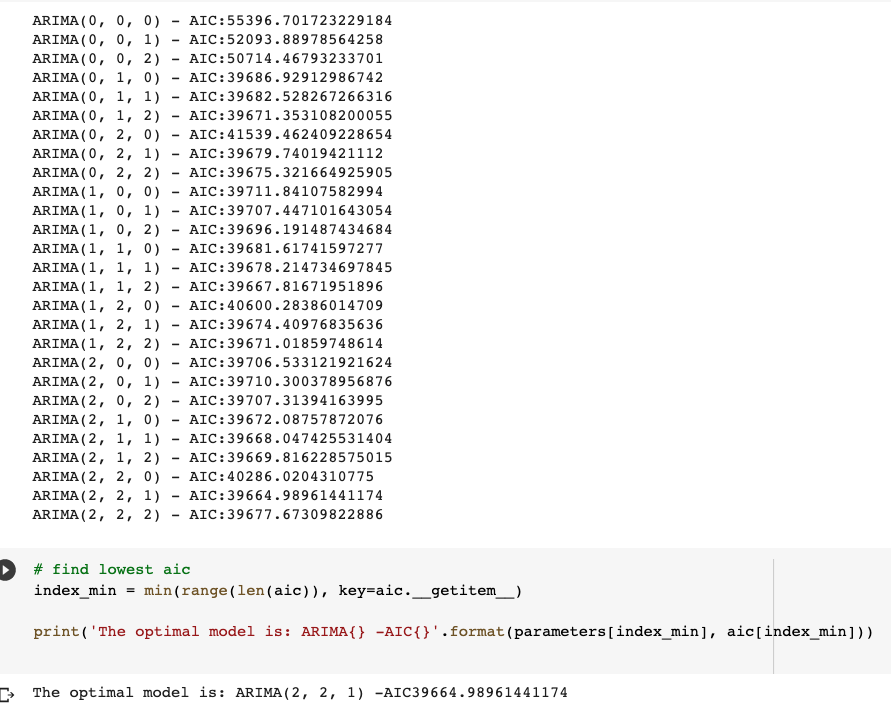 ARIMA(0, 0, 0) - AIC:55396.701723229184
ARIMA(0, 0, 1) - AIC:52093.88978564258
ARIMA(0, 0, 2) - AIC:50714.46793233701
ARIMA(0, 1, 0) - AIC:39686.92912986742
ARIMA(0, 1, 1) - AIC:39682.528267266316
ARIMA(0, 1, 2) - AIC:39671.353108200055
ARIMA(0, 2, 0) - AIC:41539.462409228654
ARIMA(0, 2, 1) - AIC:39679.74019421112
ARIMA(0, 2, 2) - AIC:39675.321664925905
ARIMA(1, 0, 0) - AIC:39711.84107582994
ARIMA(1, 0, 1) - AIC:39707.447101643054
ARIMA(1, 0, 2) - AIC:39696.191487434684
ARIMA(1, 1, 0) - AIC:39681.61741597277
ARIMA(1, 1, 1) - AIC:39678.214734697845
ARIMA(1, 1, 2) - AIC:39667.81671951896
ARIMA(1, 2, 0) - AIC:40600.28386014709
ARIMA(1, 2, 1) - AIC:39674.40976835636
ARIMA(1, 2, 2) - AIC:39671.01859748614
ARIMA(2, 0, 0) - AIC:39706.533121921624
ARIMA(2, 0, 1) - AIC:39710.300378956876
ARIMA(2, 0, 2) - AIC:39707.31394163995
ARIMA(2, 1, 0) - AIC:39672.08757872076
ARIMA(2, 1, 1) - AIC:39668.047425531404
ARIMA(2, 1, 2) - AIC:39669.816228575015
ARIMA(2, 2, 0) - AIC:40286.0204310775
ARIMA(2, 2, 1) - AIC:39664.98961441174
ARIMA(2, 2, 2) - AIC:39677.67309822886
# find lowest aic
index_min = min(range(len(aic)), key=aic.__getitem__)
print('The optimal model is: ARIMA{} -AIC{}'.format(parameters[index_min], aic[index_min]))
The optimal model is: ARIMA(2, 2, 1) -AIC39664.98961441174